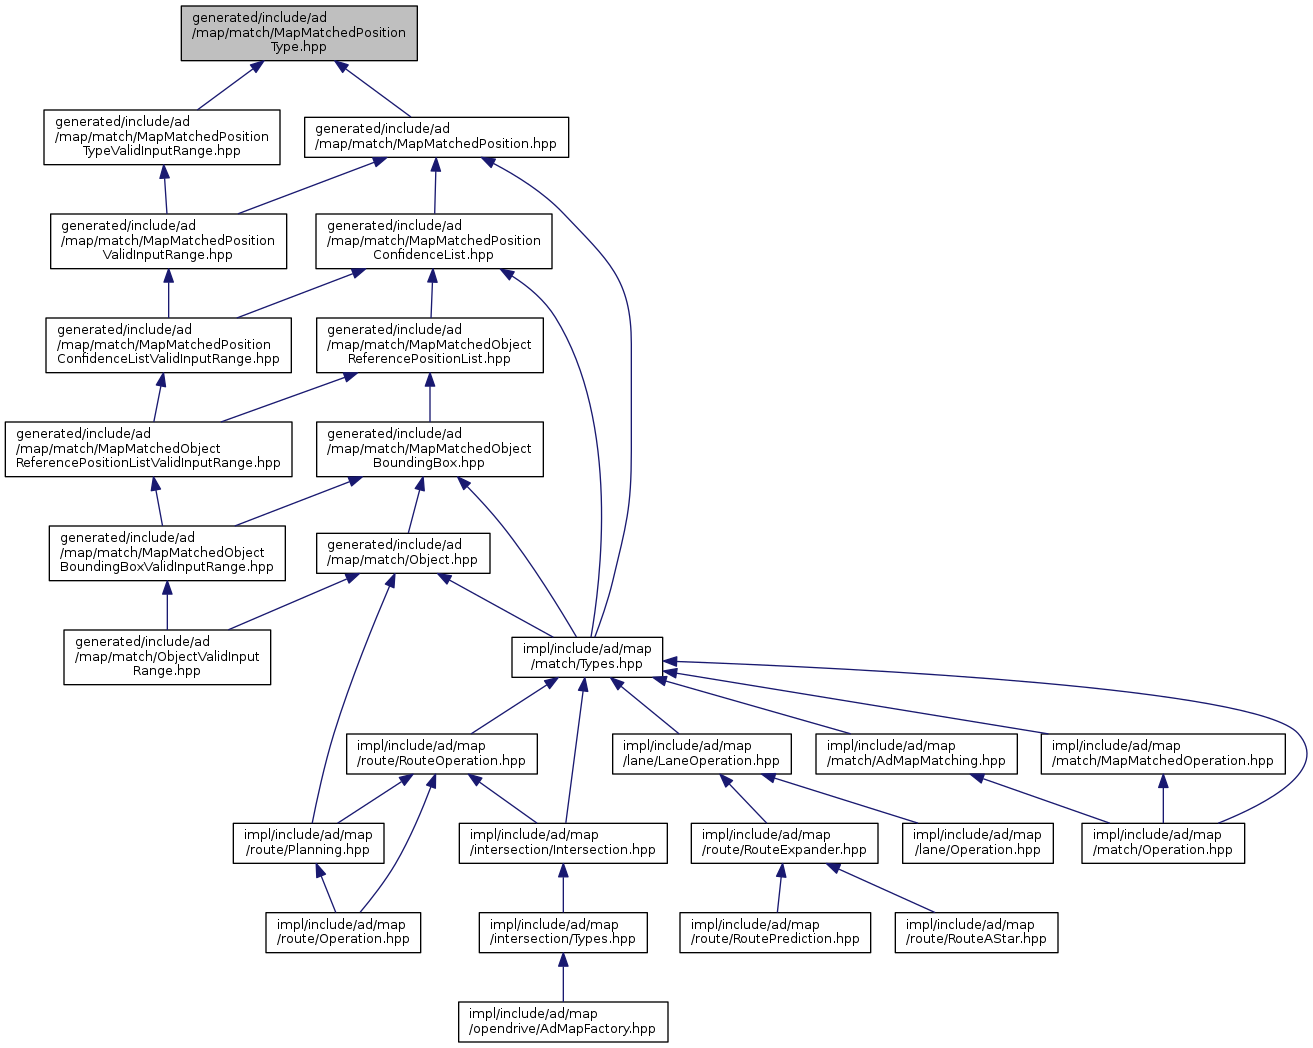 generated/include/ad
/map/match/MapMatchedPosition
Type.hpp
generated/include/ad
/map/match/MapMatchedPosition
TypeValidInputRange.hpp
generated/include/ad
/map/match/MapMatchedPosition.hpp
generated/include/ad
/map/match/MapMatchedPosition
ValidInputRange.hpp
generated/include/ad
/map/match/MapMatchedPosition
ConfidenceList.hpp
generated/include/ad
/map/match/MapMatchedPosition
ConfidenceListValidInputRange.hpp
generated/include/ad
/map/match/MapMatchedObject
ReferencePositionList.hpp
generated/include/ad
/map/match/MapMatchedObject
ReferencePositionListValidInputRange.hpp
generated/include/ad
/map/match/MapMatchedObject
BoundingBox.hpp
generated/include/ad
/map/match/MapMatchedObject
BoundingBoxValidInputRange.hpp
generated/include/ad
/map/match/Object.hpp
generated/include/ad
/map/match/ObjectValidInput
Range.hpp
impl/include/ad/map
/match/Types.hpp
impl/include/ad/map
/route/RouteOperation.hpp
impl/include/ad/map
/lane/LaneOperation.hpp
impl/include/ad/map
/match/AdMapMatching.hpp
impl/include/ad/map
/match/MapMatchedOperation.hpp
impl/include/ad/map
/route/Planning.hpp
impl/include/ad/map
/intersection/Intersection.hpp
impl/include/ad/map
/route/RouteExpander.hpp
impl/include/ad/map
/lane/Operation.hpp
impl/include/ad/map
/match/Operation.hpp
impl/include/ad/map
/route/Operation.hpp
impl/include/ad/map
/intersection/Types.hpp
impl/include/ad/map
/route/RoutePrediction.hpp
impl/include/ad/map
/route/RouteAStar.hpp
impl/include/ad/map
/opendrive/AdMapFactory.hpp